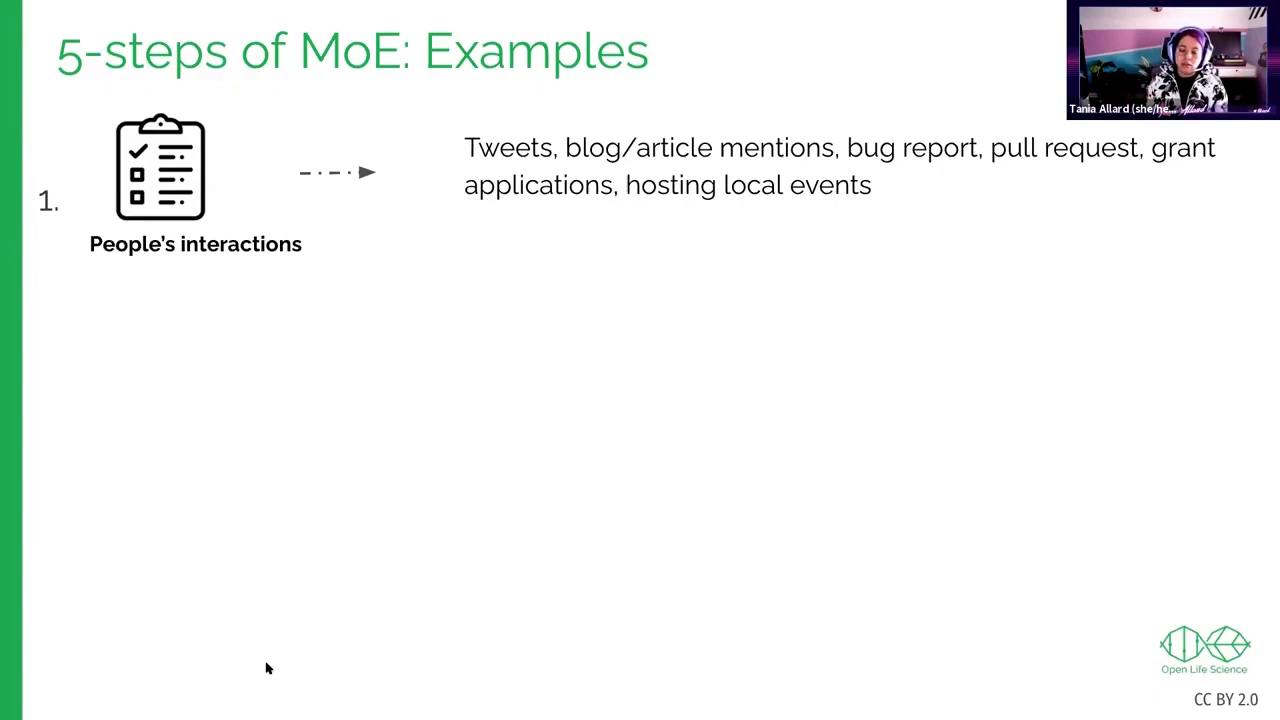 5-steps of MoE: Examples
Tania Allard (she/he...
1.
People's interactions
Tweets, blog/article mentions, bug report, pull request, grant
applications, hosting local events
Open Life Science
CC BY 2.0